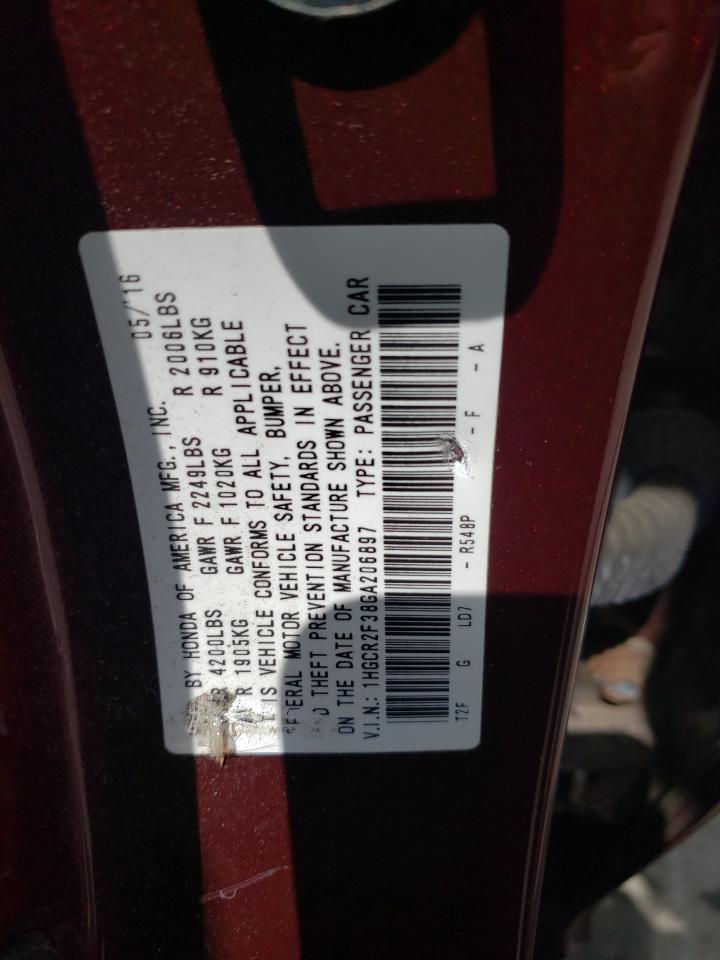 BY HONDA OF AMERICA MFG., INC. 05/'16
4200LBS GAWR F 2249LBS R 2006LBS
R 1905KG GAWR F 1020KG R 910KG
IS VEHICLE CONFORMS TO ALL APPLICABLE
MOTOR VEHICLE SAFETY, BUMPER,
THEFT PREVENTION STANDARDS IN EFFECT
ON THE DATE OF MANUFACTURE SHOWN ABOVE.
V.I.N.: 1HGCR2F38GA206897 TYPE: PASSENGER CAR
T2F G LD7 - R548P - F - A